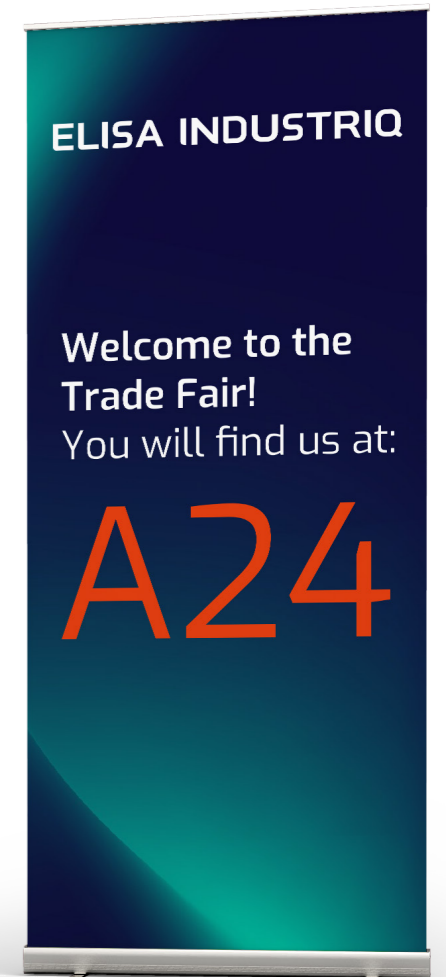 ELISA INDUSTRIQ
Welcome to the
Trade Fair!
You will find us at:
A24